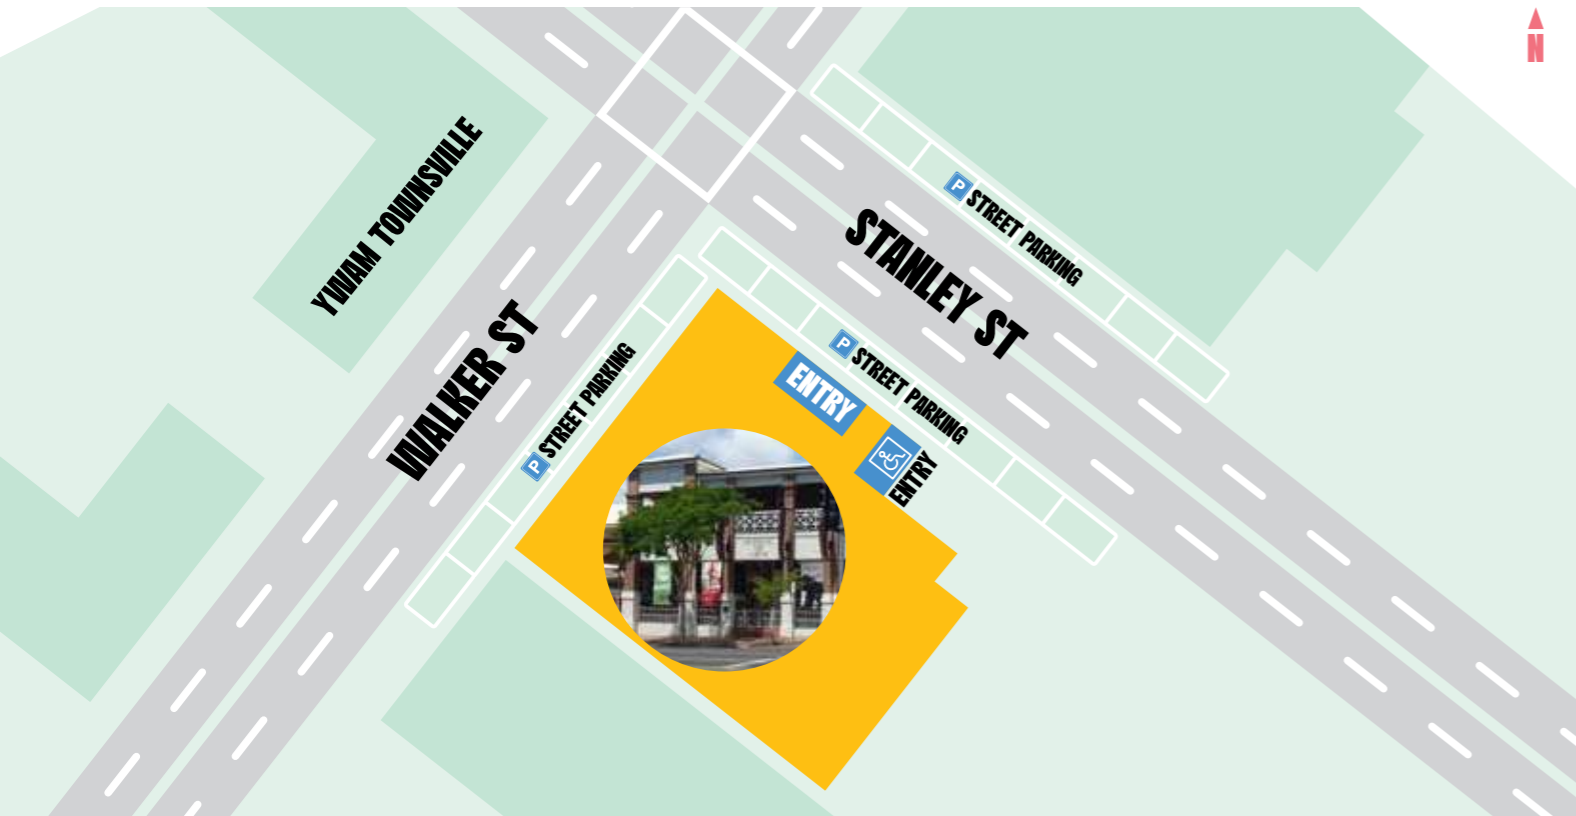 N
YWAM TOWNSVILLE
P STREET PARKING
STANLEY ST
WALKER ST
P STREET PARKING
P STREET PARKING
ENTRY
ENTRY